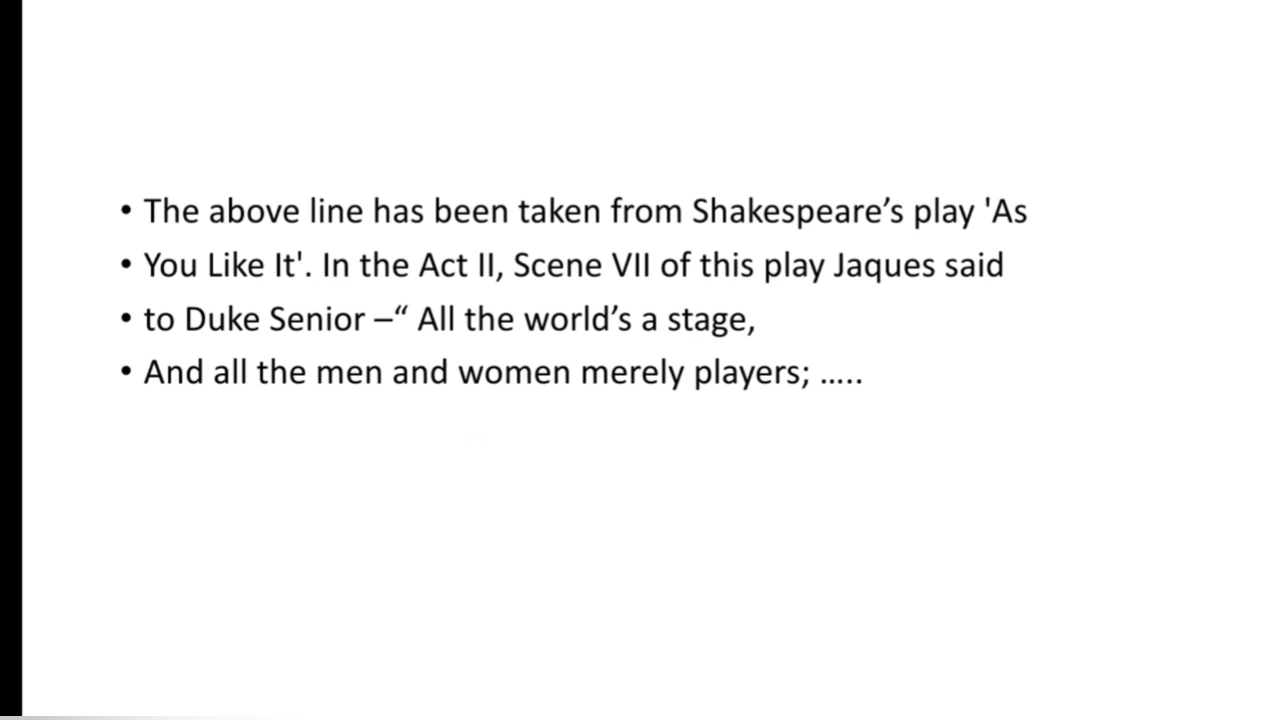 • The above line has been taken from Shakespeare’s play 'As
• You Like It'. In the Act II, Scene VII of this play Jaques said
• to Duke Senior –“ All the world’s a stage,
• And all the men and women merely players; …..